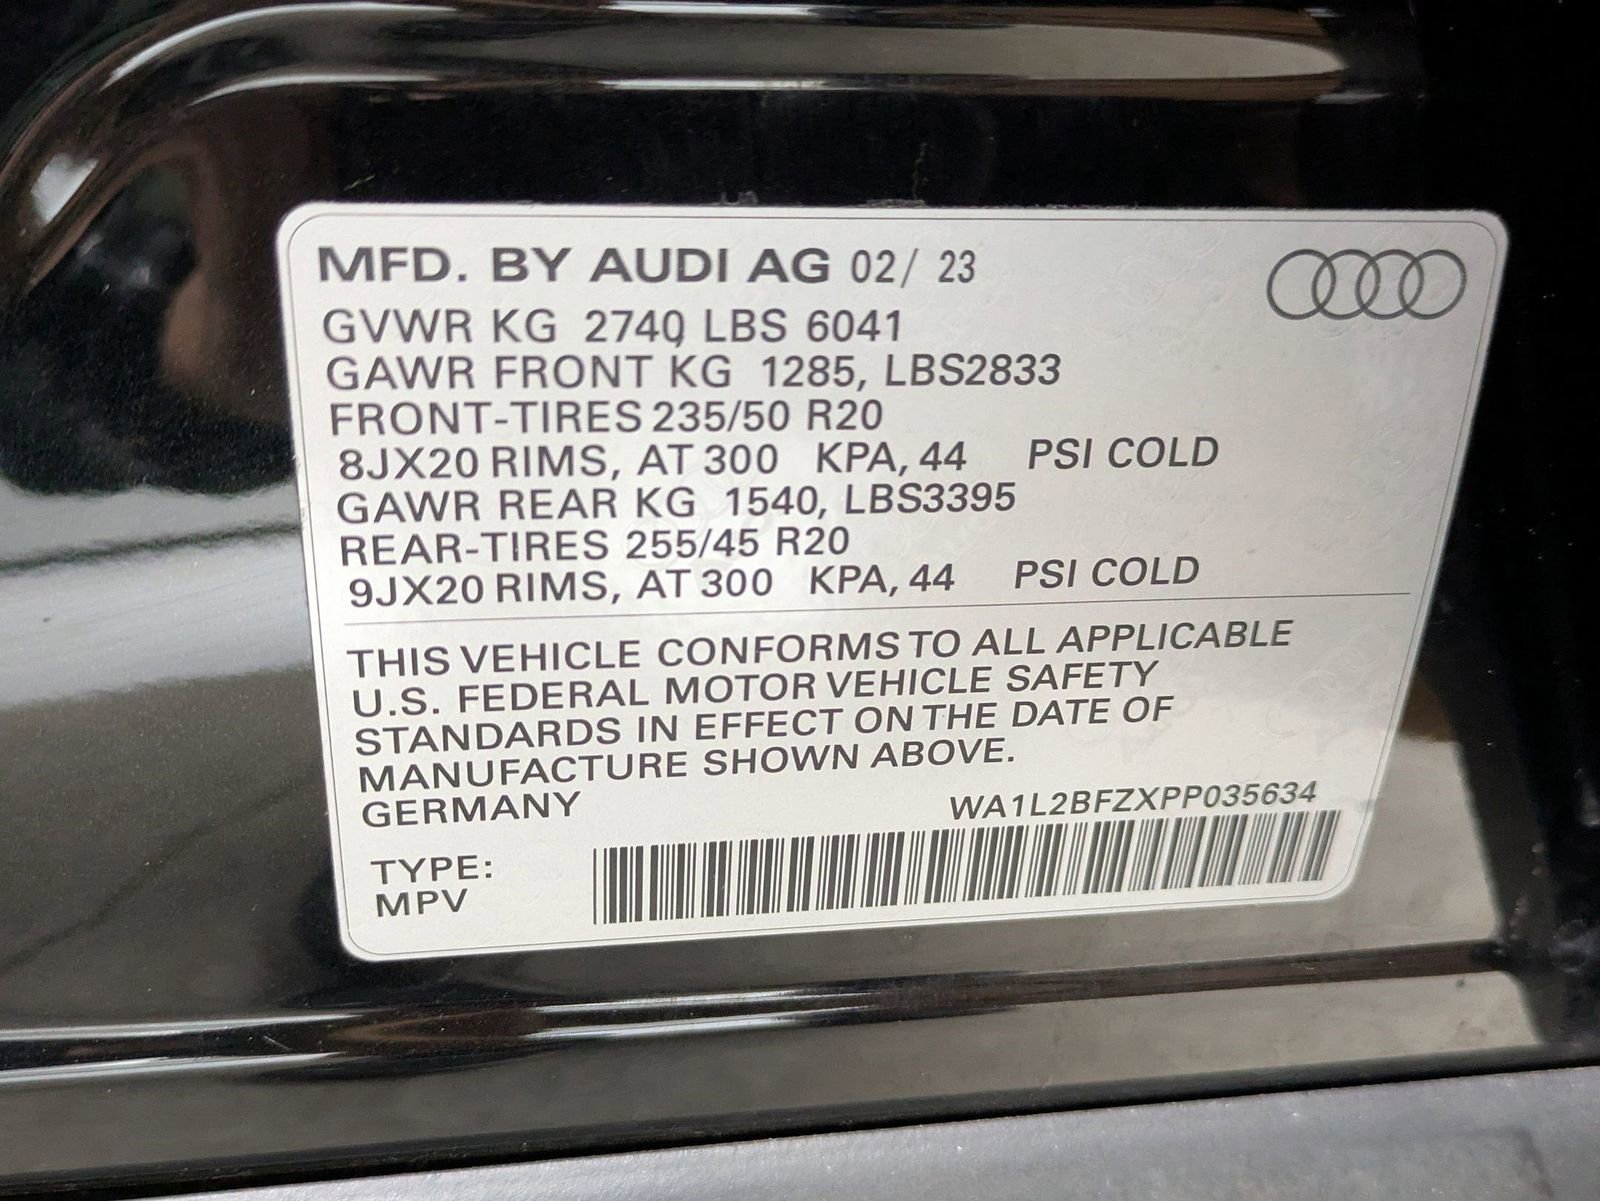 MFD. BY AUDI AG 02/ 23
GVWR KG 2740 LBS 6041
GAWR FRONT KG 1285, LBS2833
FRONT-TIRES 235/50 R20
8JX20 RIMS, AT 300 KPA, 44 PSI COLD
GAWR REAR KG 1540, LBS3395
REAR-TIRES 255/45 R20
9JX20 RIMS, AT 300 KPA, 44 PSI COLD
THIS VEHICLE CONFORMS TO ALL APPLICABLE
U.S. FEDERAL MOTOR VEHICLE SAFETY
STANDARDS IN EFFECT ON THE DATE OF
MANUFACTURE SHOWN ABOVE.
GERMANY
WA1L2BFZXPP035634
TYPE:
MPV